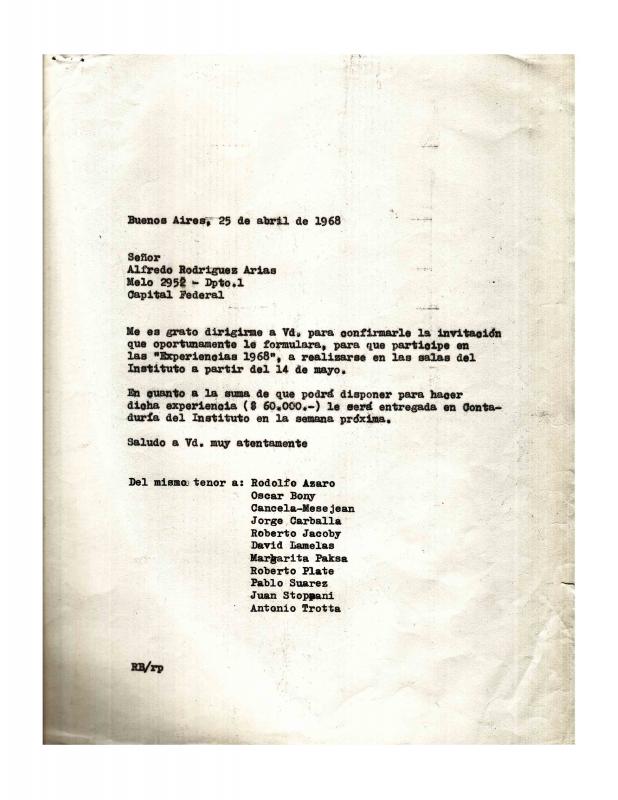 Buenos Aires, 25 de abril de 1968
Señor
Alfredo Rodriguez Arias
Melo 2952 - Dpto.1
Capital Federal
Me es grato dirigirme a Vd. para confirmarle la invitación
que oportunamente le formulara, para que participe en
las "Experiencias 1968", a realizarse en las salas del
Instituto a partir del 14 de mayo.
En cuanto a la suma de que podrá disponer para hacer
dicha experiencia ($ 60.000.-) le será entregada en Conta-
duría del Instituto en la semana próxima.
Saludo a Vd. muy atentamente
Del mismo tenor a: Rodolfo Azaro
Oscar Bony
Cancela-Mesejean
Jorge Carballa
Roberto Jacoby
David Lamelas
Margarita Paksa
Roberto Plate
Pablo Suarez
Juan Stoppani
Antonio Trotta
RB/rp